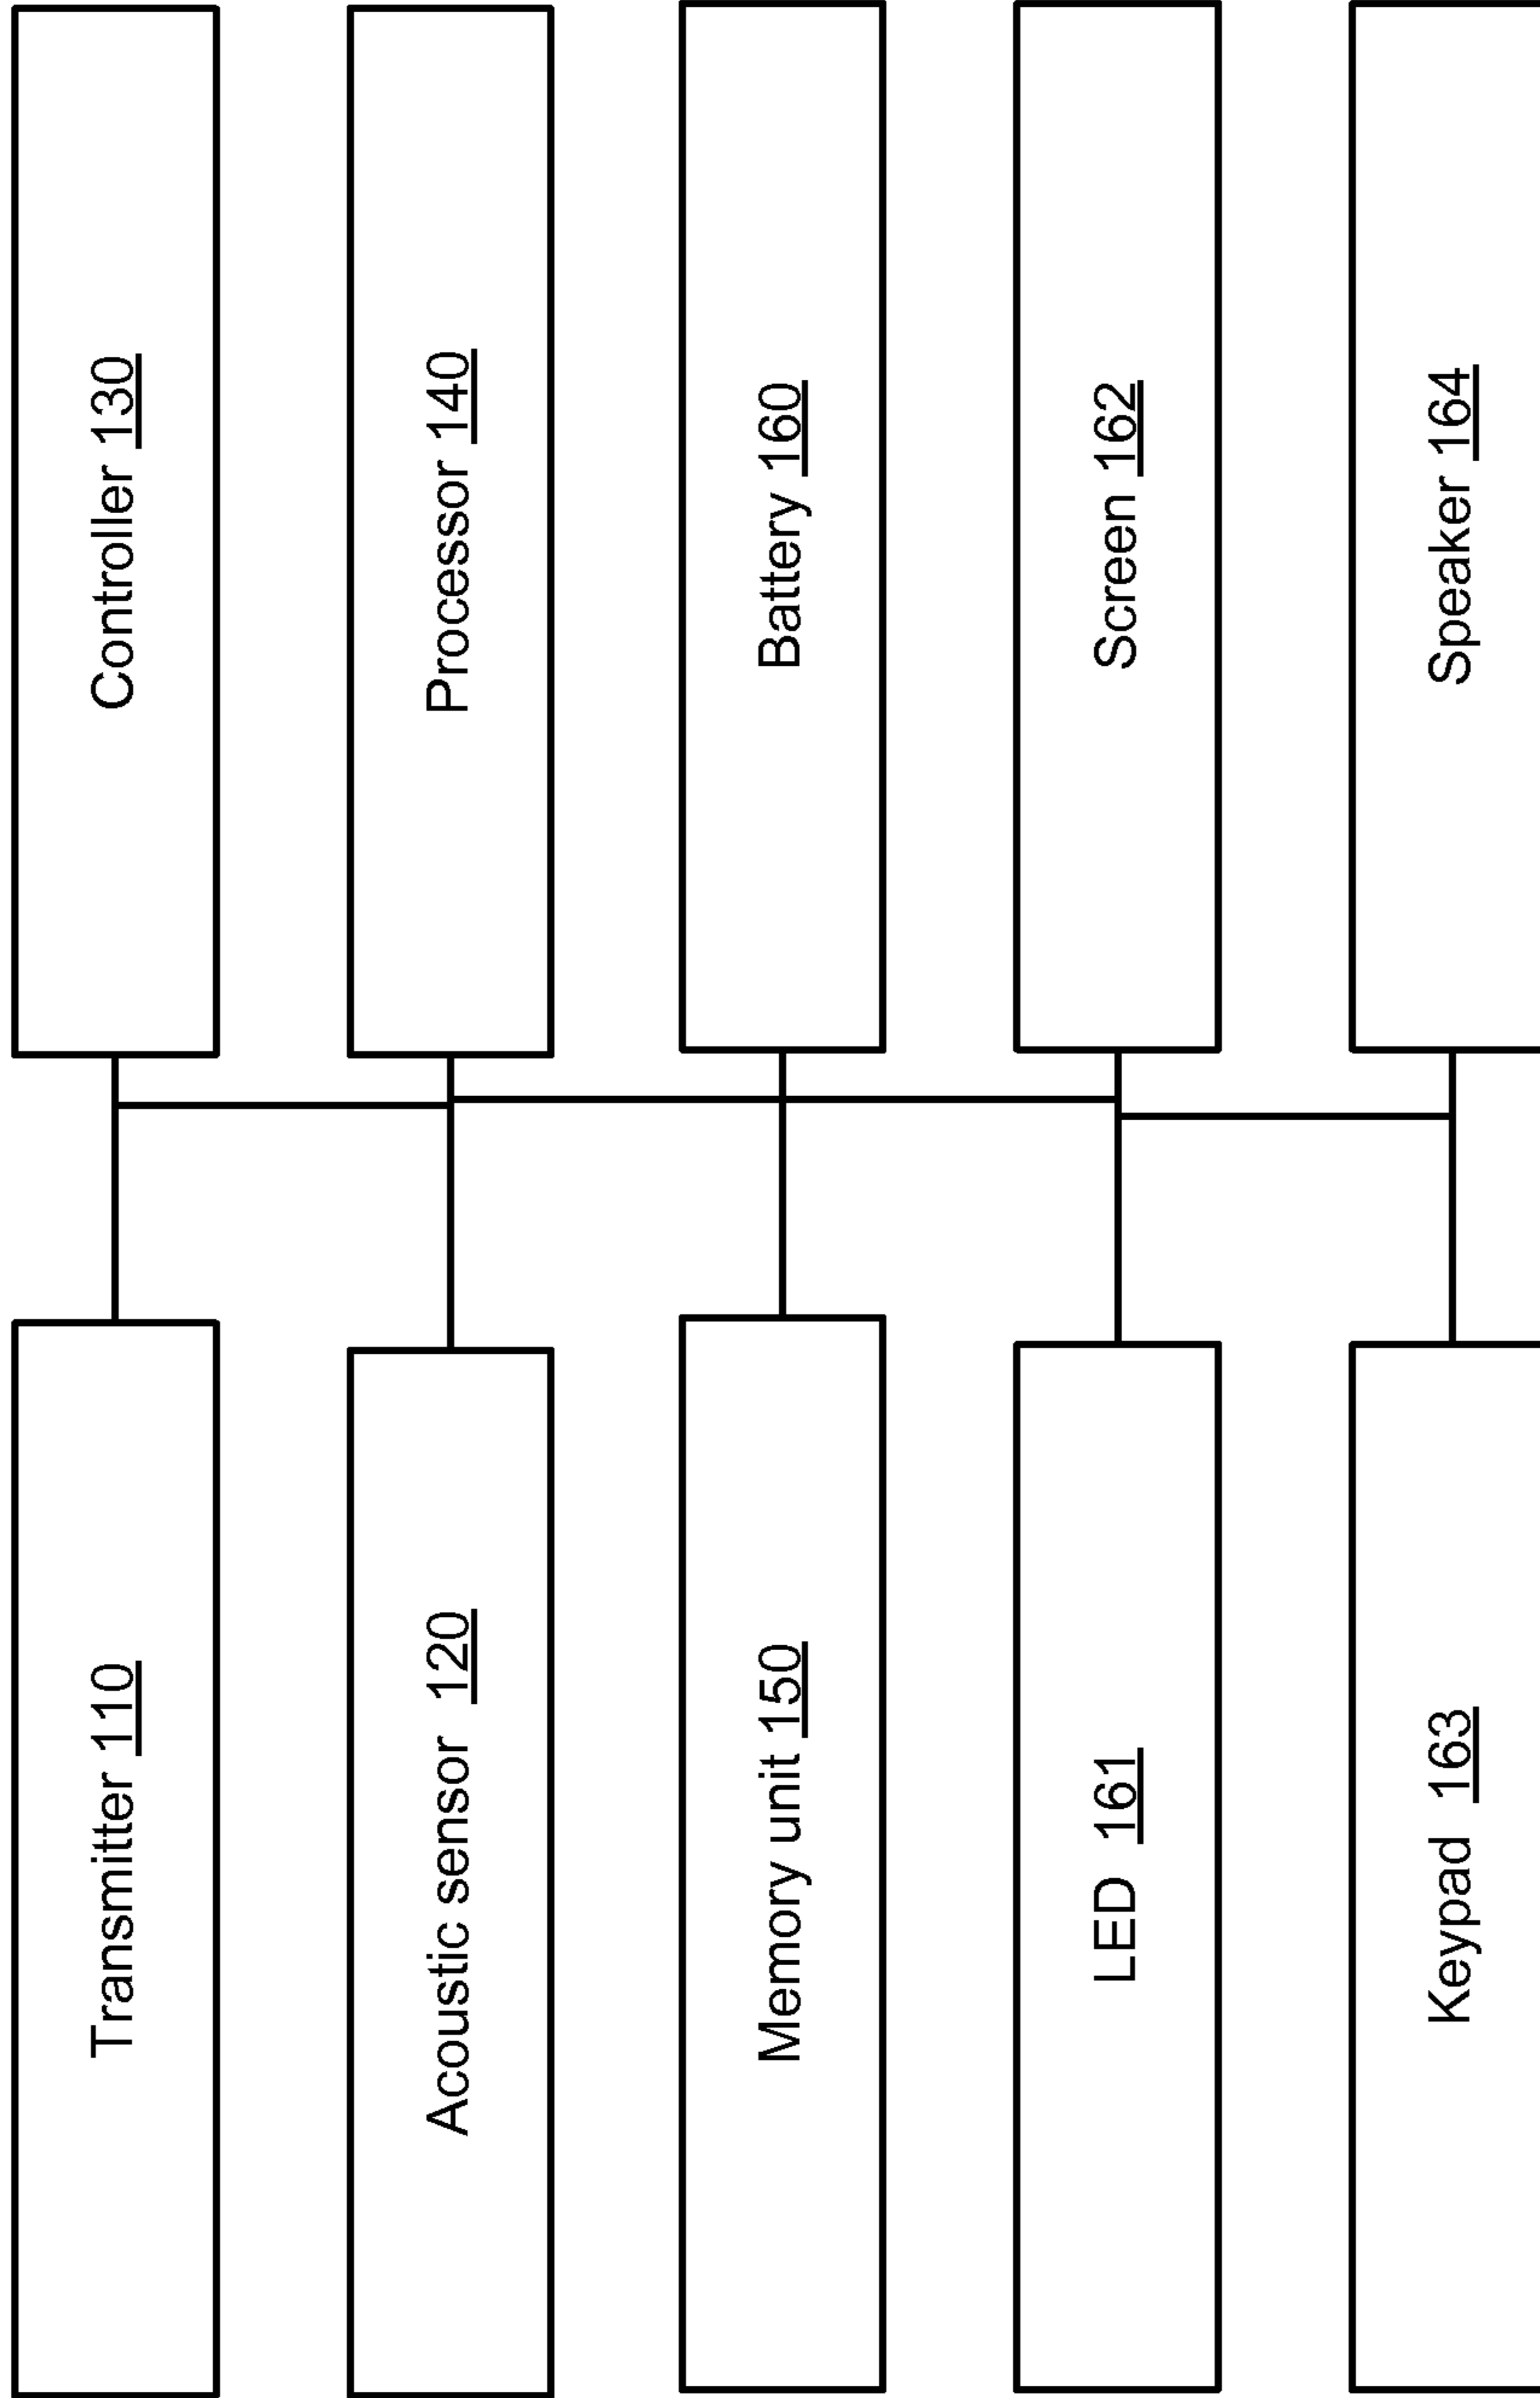 Transmitter 110
Controller 130
Acoustic sensor 120
Processor 140
Memory unit 150
Battery 160
LED 161
Screen 162
Keypad 163
Speaker 164